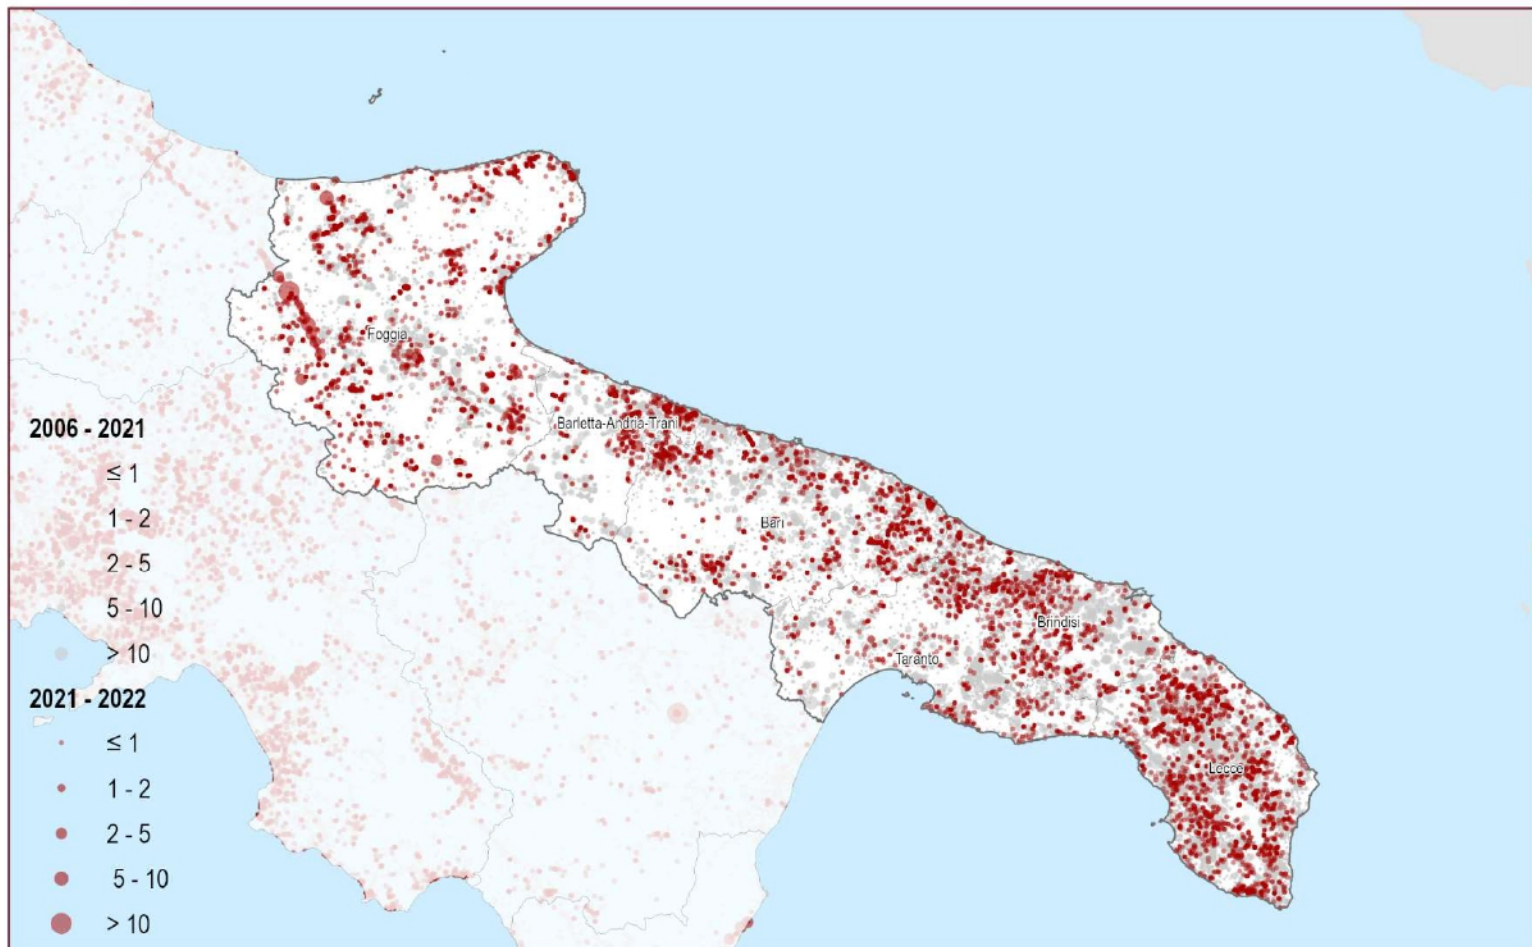 Foggia
Barletta-Andria-Trani
Bari
Brindisi
Taranto
Lecce
2006 - 2021
≤ 1
1 - 2
2 - 5
5 - 10
> 10
2021 - 2022
≤ 1
1 - 2
2 - 5
5 - 10
> 10